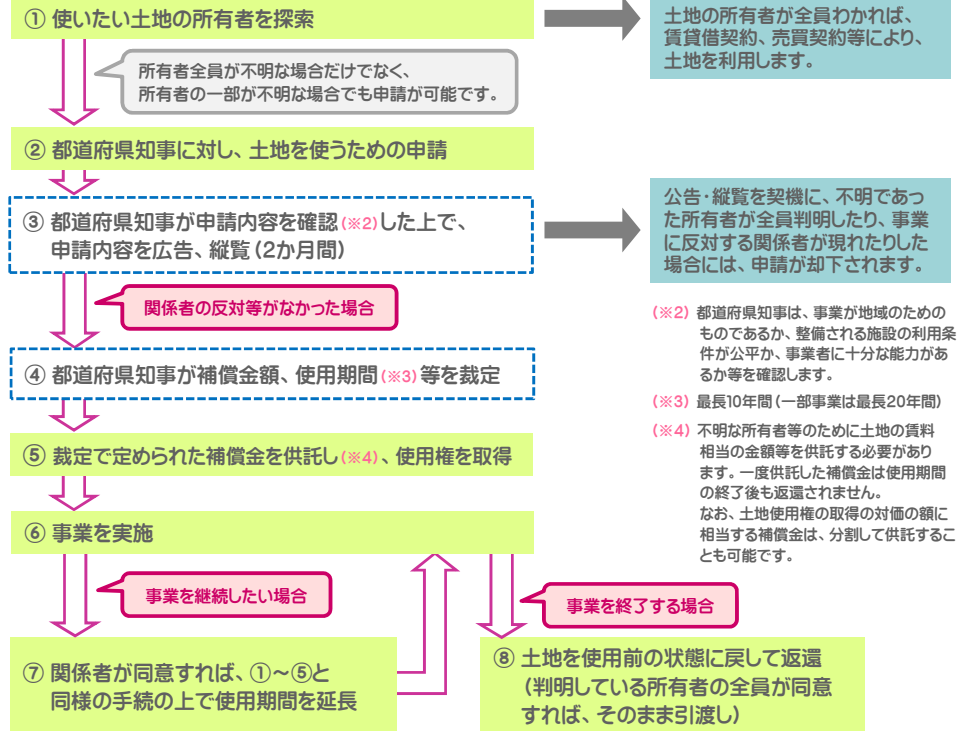 ① 使いたい土地の所有者を探索
土地の所有者が全員わかれば、
賃貸借契約、売買契約等により、
土地を利用します。
所有者全員が不明な場合だけでなく、
所有者の一部が不明な場合でも申請が可能です。
② 都道府県知事に対し、土地を使うための申請
③ 都道府県知事が申請内容を確認(※2)した上で、
申請内容を広告、縦覧(2か月間)
公告・縦覧を契機に、不明であっ
た所有者が全員判明したり、事業
に反対する関係者が現れたりした
場合には、申請が却下されます。
関係者の反対等がなかった場合
④ 都道府県知事が補償金額、使用期間(※3)等を裁定
⑤ 裁定で定められた補償金を供託し(※4)、使用権を取得
⑥ 事業を実施
(※2) 都道府県知事は、事業が地域のための
ものであるか、整備される施設の利用条
件が公平か、事業者に十分な能力があ
るか等を確認します。
(※3) 最長10年間(一部事業は最長20年間)
(※4) 不明な所有者等のために土地の賃料
相当の金額等を供託する必要があり
ます。一度供託した補償金は使用期間
の終了後も返還されません。
なお、土地使用権の取得の対価の額に
相当する補償金は、分割して供託するこ
とも可能です。
事業を継続したい場合
事業を終了する場合
⑦ 関係者が同意すれば、①～⑤と
同様の手続の上で使用期間を延長
⑧ 土地を使用前の状態に戻して返還
(判明している所有者の全員が同意
すれば、そのまま引渡し)